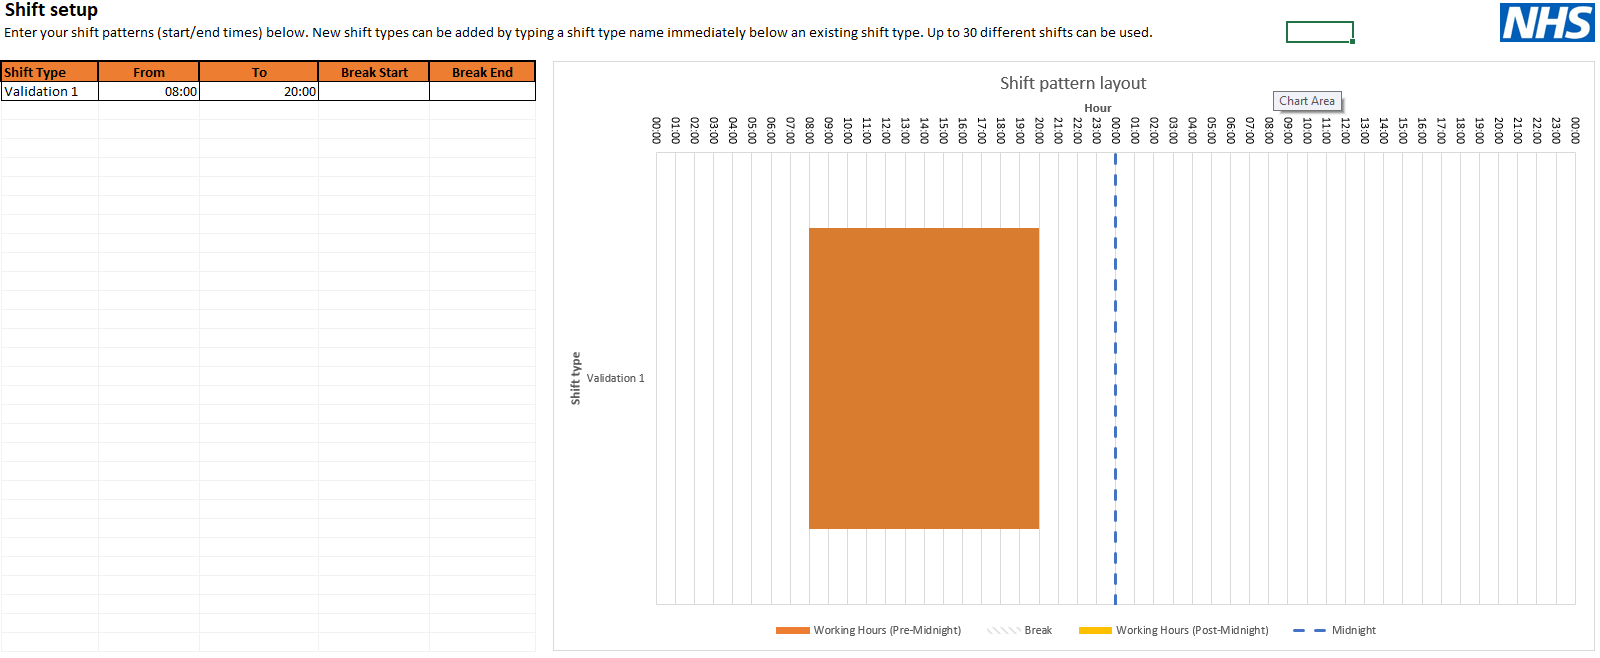 Shift setup
Enter your shift patterns (start/end times) below. New shift types can be added by typing a shift type name immediately below an existing shift type. Up to 30 different shifts can be used.
NHS
Shift Type From To Break Start Break End
Validation 1 08:00 20:00
Shift pattern layout
Hour
Chart Area
00:00 01:00 02:00 03:00 04:00 05:00 06:00 07:00 08:00 09:00 10:00 11:00 12:00 13:00 14:00 15:00 16:00 17:00 18:00 19:00 20:00 21:00 22:00 23:00 00:00 01:00 02:00 03:00 04:00 05:00 06:00 07:00 08:00 09:00 10:00 11:00 12:00 13:00 14:00 15:00 16:00 17:00 18:00 19:00 20:00 21:00 22:00 23:00 00:00
Shift type
Validation 1
Working Hours (Pre-Midnight) Break Working Hours (Post-Midnight) Midnight